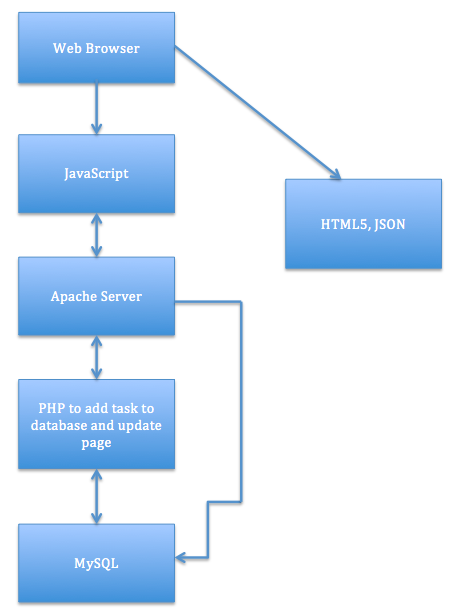 Web Browser
JavaScript
HTML5, JSON
Apache Server
PHP to add task to
database and update
page
MySQL